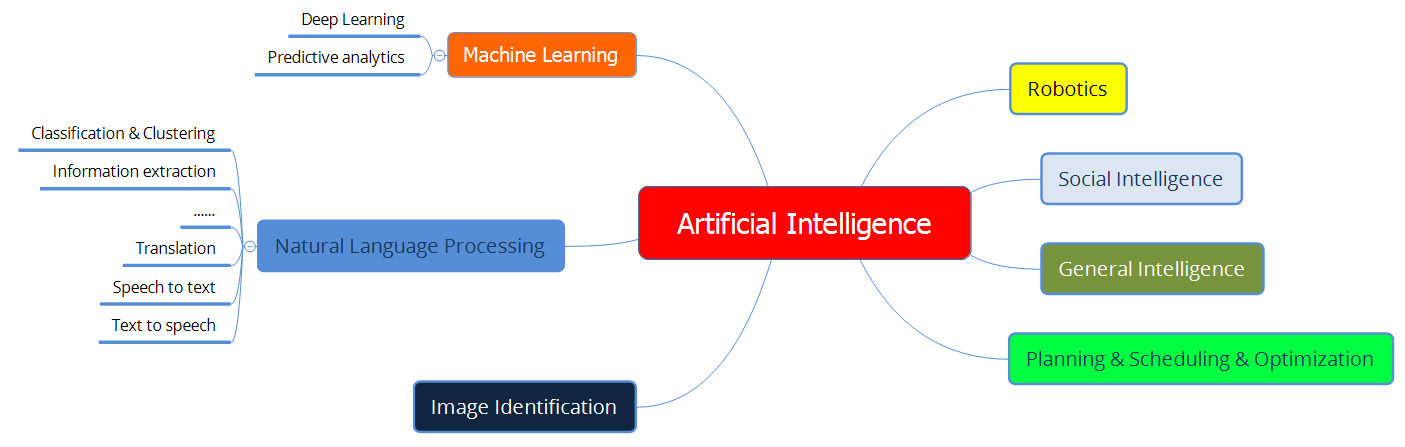 Deep Learning
Predictive analytics
Machine Learning
Classification & Clustering
Information extraction
......
Translation
Speech to text
Text to speech
Natural Language Processing
Image Identification
Artificial Intelligence
Robotics
Social Intelligence
General Intelligence
Planning & Scheduling & Optimization